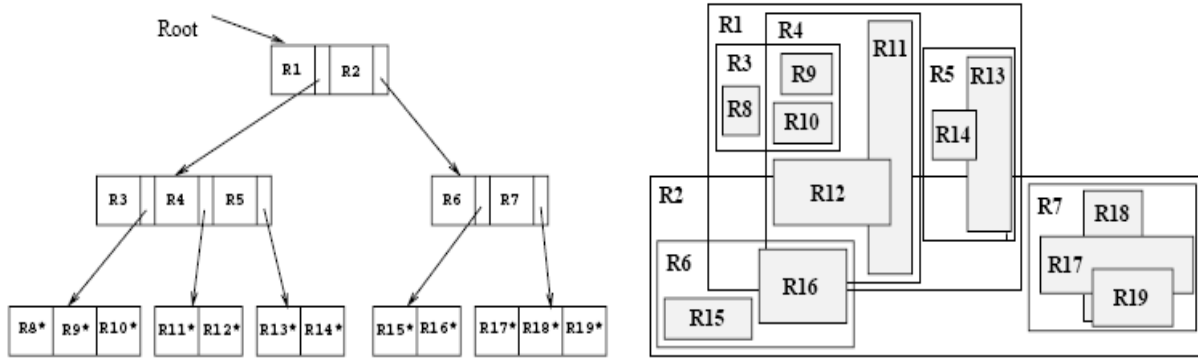 Root
R1 R2
R3 R4 R5
R6 R7
R8* R9* R10*
R11* R12*
R13* R14*
R15* R16*
R17* R18* R19*
R1
R4
R11
R3
R9
R5
R13
R8
R10
R14
R12
R2
R7
R18
R6
R17
R16
R19
R15